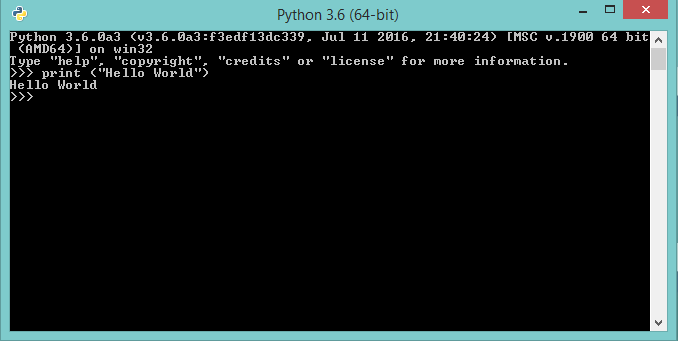 Python 3.6 (64-bit)
Python 3.6.0a3 (v3.6.0a3:f3edf13dc339, Jul 11 2016, 21:40:24) [MSC v.1900 64 bit
(AMD64)] on win32
Type "help", "copyright", "credits" or "license" for more information.
>>> print ("Hello World")
Hello World
>>>